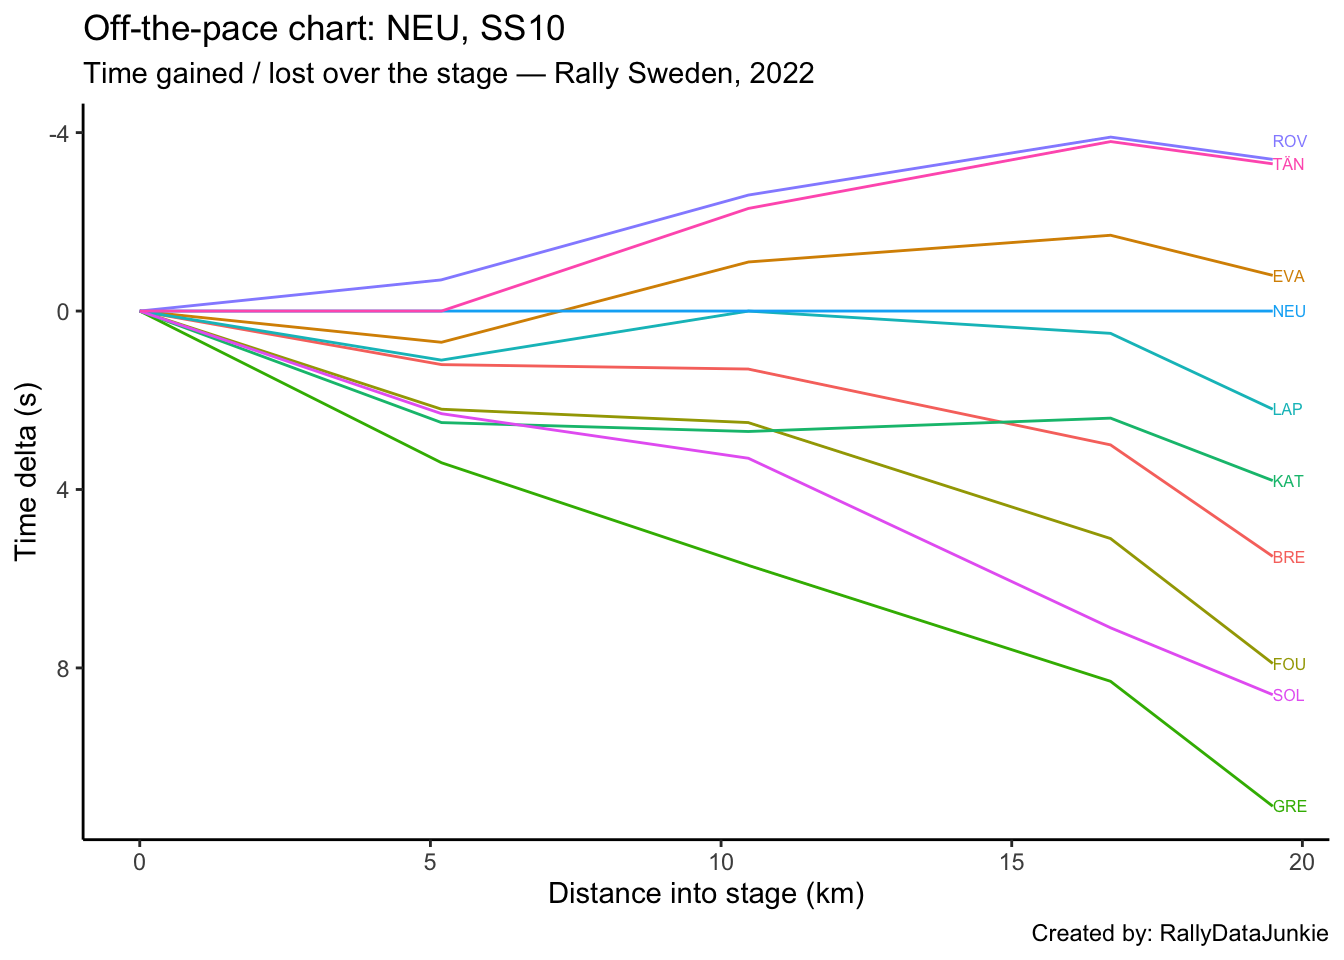 Off-the-pace chart: NEU, SS10
Time gained / lost over the stage — Rally Sweden, 2022
Time delta (s)
-4
0
4
8
ROV
TÄN
EVA
NEU
LAP
KAT
BRE
FOU
SOL
GRE
0 5 10 15 20
Distance into stage (km)
Created by: RallyDataJunkie